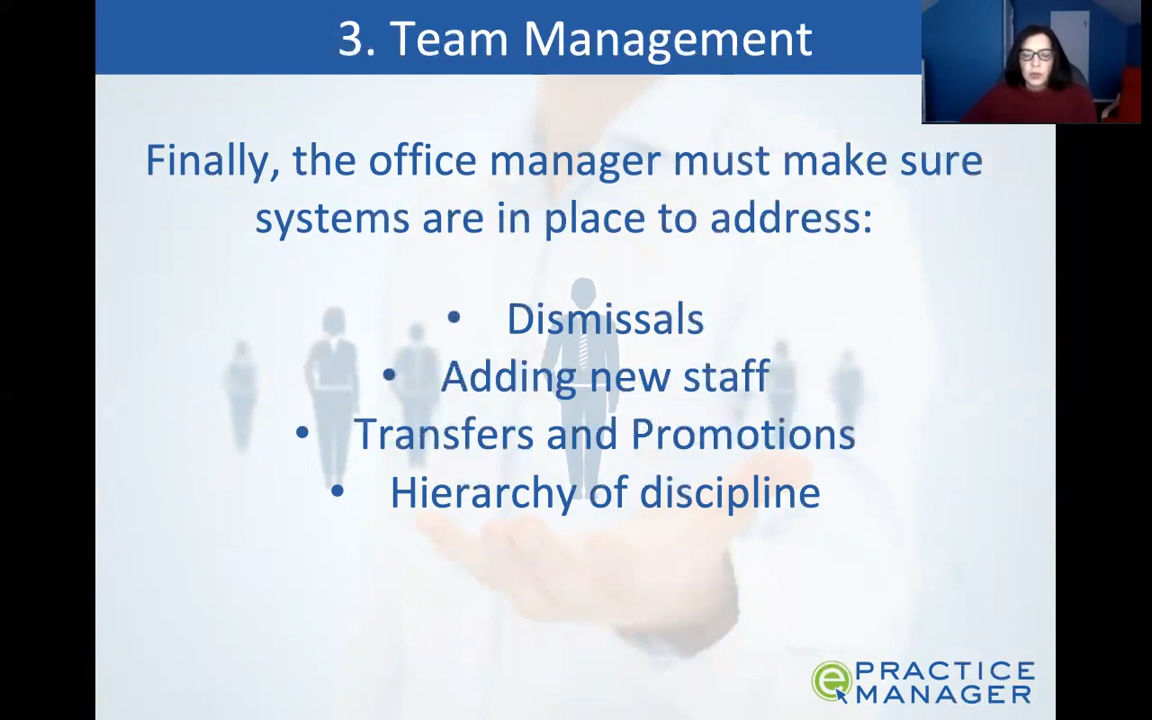 3. Team Management
Finally, the office manager must make sure
systems are in place to address:
• Dismissals
• Adding new staff
• Transfers and Promotions
• Hierarchy of discipline
e PRACTICE
MANAGER